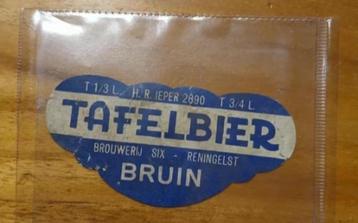 T 1/3 L. H.R. IEPER 2890 T 3/4 L.
TAFELBIER
BROUWERIJ SIX - RENINGELST
BRUIN